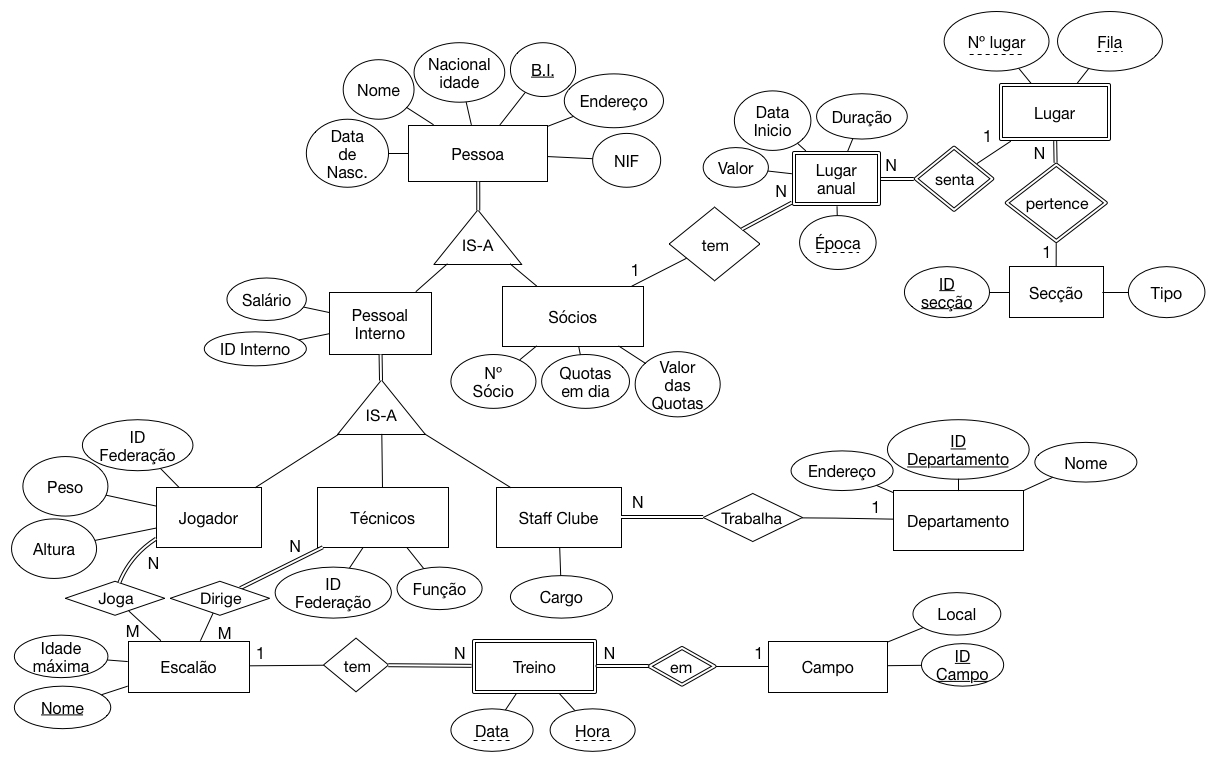 Nº lugar
Fila
Nacional
idade
B.I.
Nome
Endereço
Data
Inicio
Duração
Lugar
Data
de
Nasc.
Pessoa
NIF
1
N
Valor
Lugar
anual
N
senta
N
pertence
IS-A
tem
Época
1
1
Salário
ID
secção
Secção
Tipo
Pessoal
Interno
Sócios
ID Interno
Nº
Sócio
Quotas
em dia
Valor
das
Quotas
IS-A
ID
Federação
ID
Departamento
Peso
Endereço
Nome
Jogador
Técnicos
Staff Clube
N
Trabalha
1
Departamento
Altura
N
N
ID
Federação
Função
Joga
Dirige
Cargo
Local
M
M
Idade
máxima
Escalão
1
tem
N
Treino
N
em
1
Campo
ID
Campo
Nome
Data
Hora